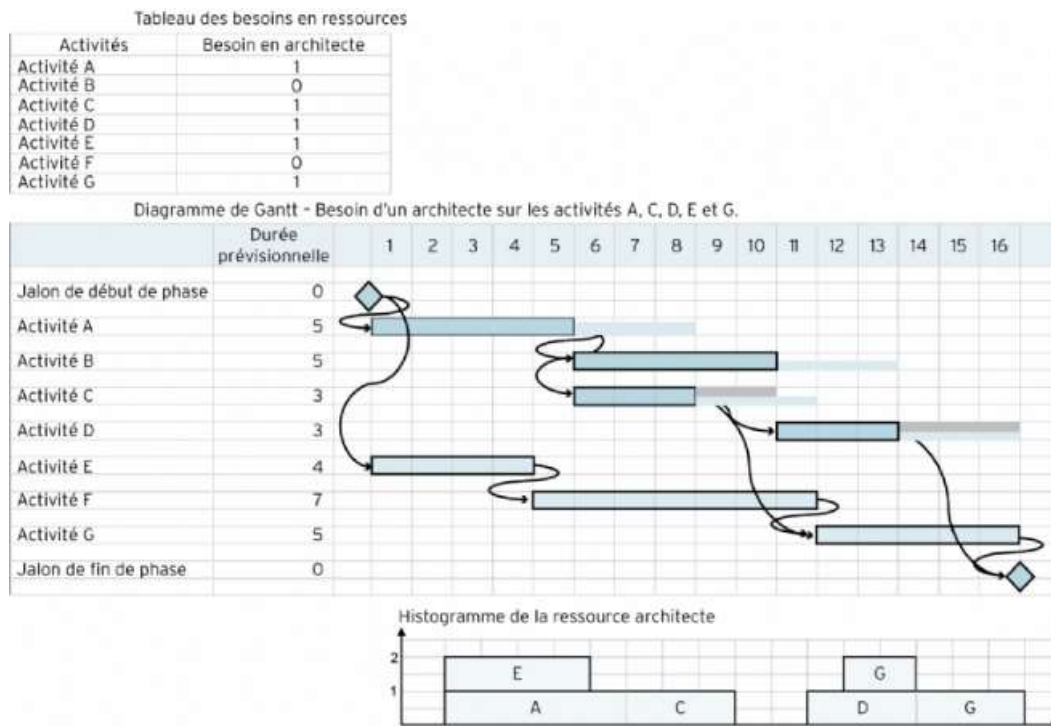 Tableau des besoins en ressources
Activités Besoin en architecte
Activité A 1
Activité B 0
Activité C 1
Activité D 1
Activité E 1
Activité F 0
Activité G 1
Diagramme de Gantt - Besoin d'un architecte sur les activités A, C, D, E et G.
Durée prévisionnelle 1 2 3 4 5 6 7 8 9 10 11 12 13 14 15 16
Jalon de début de phase 0
Activité A 5
Activité B 5
Activité C 3
Activité D 3
Activité E 4
Activité F 7
Activité G 5
Jalon de fin de phase 0
Histogramme de la ressource architecte
2 E G
1 A C D G